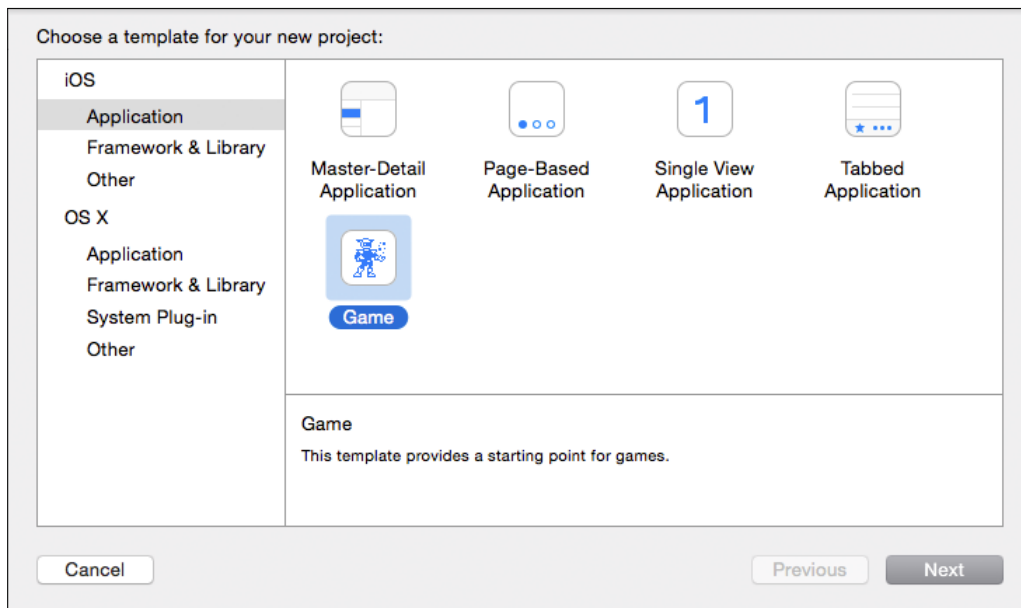 Choose a template for your new project:
iOS
Application
Framework & Library
Other
OS X
Application
Framework & Library
System Plug-in
Other
Master-Detail
Application
Page-Based
Application
1
Single View
Application
Tabbed
Application
Game
Game
This template provides a starting point for games.
Cancel
Previous
Next